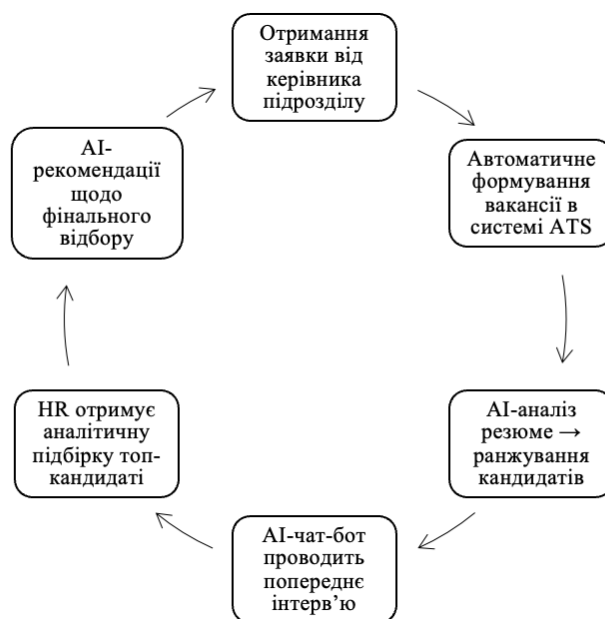 Отримання
заявки від
керівника
підрозділу
Автоматичне
формування
вакансії в
системі ATS
AI-аналіз
резюме →
ранжування
кандидатів
AI-чат-бот
проводить
попереднє
інтерв’ю
HR отримує
аналітичну
підбірку топ-
кандидаті
AI-
рекомендації
щодо
фінального
відбору